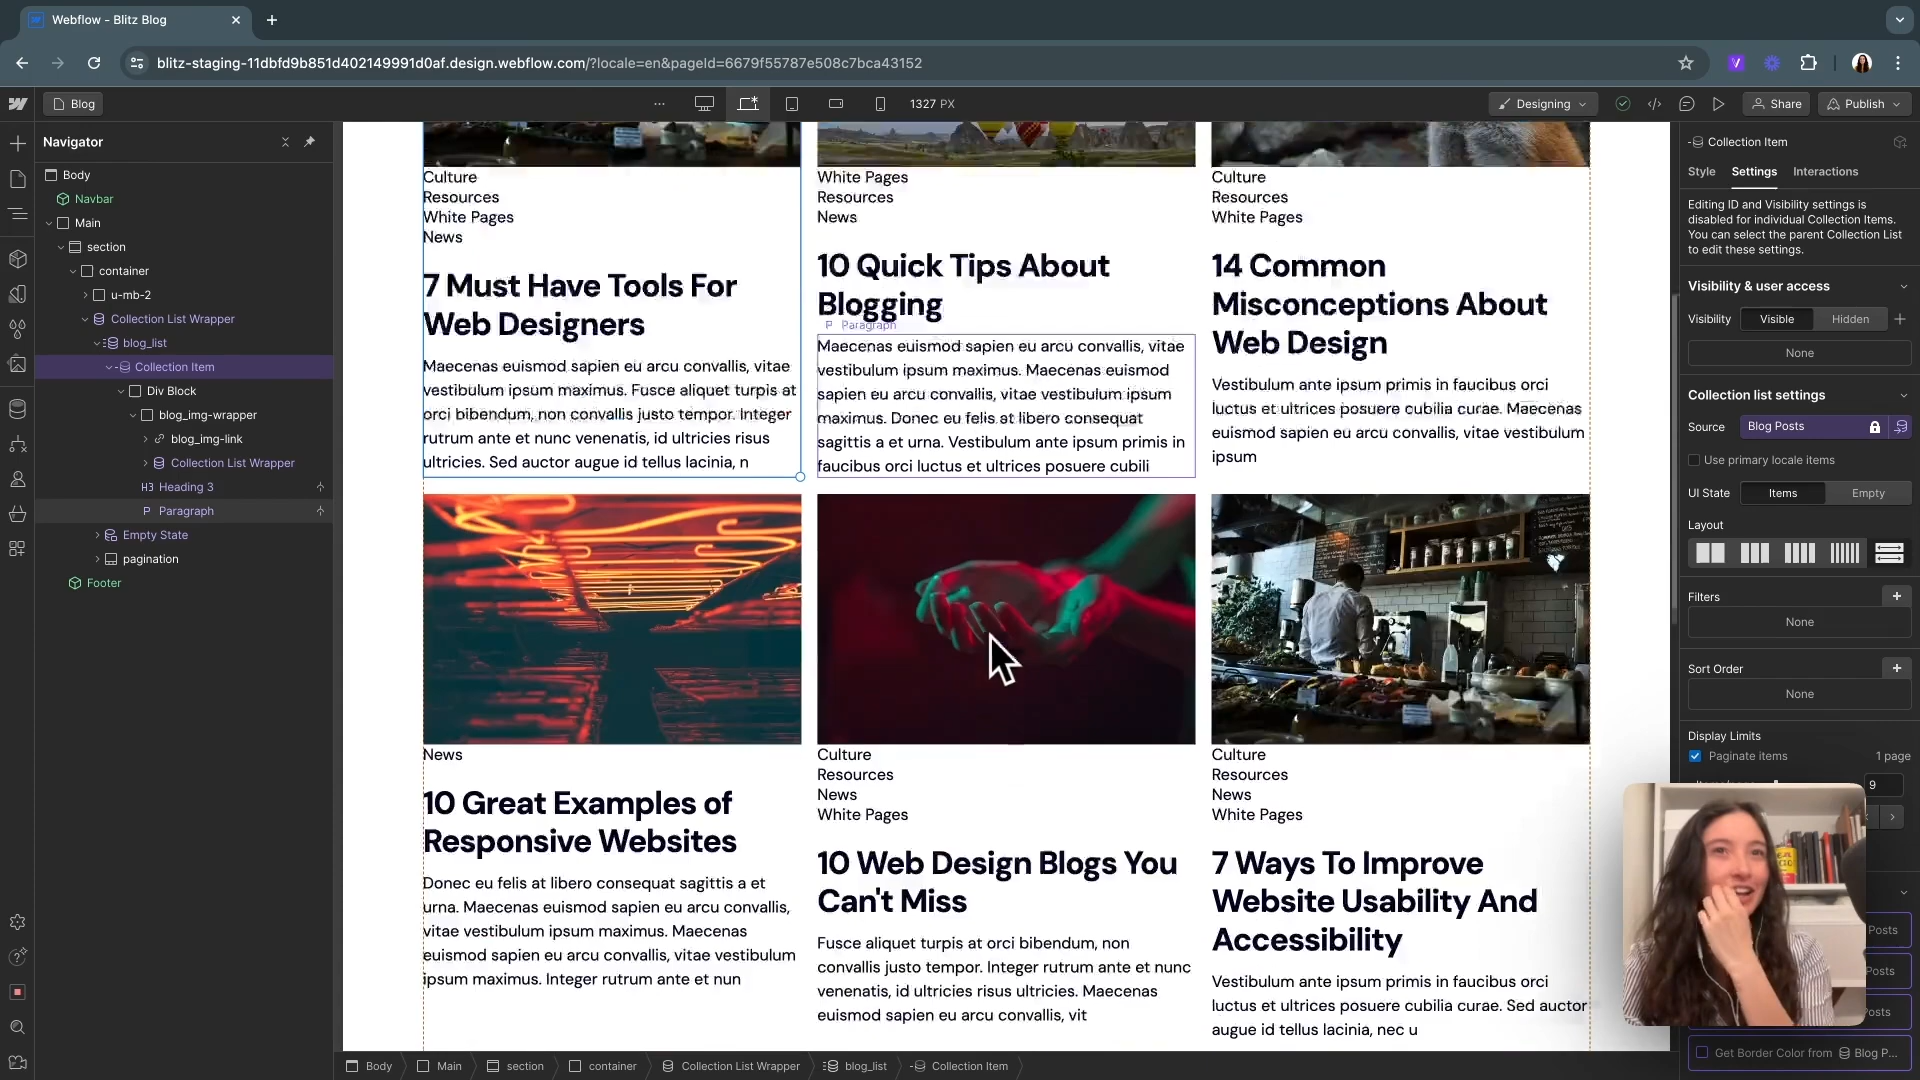 Webflow - Blitz Blog
blitz-staging-11dbfd9b851d402149991d0af.design.webflow.com/?locale=en&pageId=6679f55787e508c7bca43152
Blog
1327 PX
Designing
Share
Publish
Navigator
Body
Navbar
Main
section
container
u-mb-2
Collection List Wrapper
blog_list
Collection Item
Div Block
blog_img-wrapper
blog_img-link
Collection List Wrapper
H3 Heading 3
P Paragraph
Empty State
pagination
Footer
Culture
Resources
White Pages
News
7 Must Have Tools For
Web Designers
Maecenas euismod sapien eu arcu convallis, vitae
vestibulum ipsum maximus. Fusce aliquet turpis at
orci bibendum, non convallis justo tempor. Integer
rutrum ante et nunc venenatis, id ultricies risus
ultricies. Sed auctor augue id tellus lacinia, n
White Pages
Resources
News
10 Quick Tips About
Blogging
P Paragraph
Maecenas euismod sapien eu arcu convallis, vitae
vestibulum ipsum maximus. Maecenas euismod
sapien eu arcu convallis, vitae vestibulum ipsum
maximus. Donec eu felis at libero consequat
sagittis a et urna. Vestibulum ante ipsum primis in
faucibus orci luctus et ultrices posuere cubili
Culture
Resources
White Pages
14 Common
Misconceptions About
Web Design
Vestibulum ante ipsum primis in faucibus orci
luctus et ultrices posuere cubilia curae. Maecenas
euismod sapien eu arcu convallis, vitae vestibulum
ipsum
News
10 Great Examples of
Responsive Websites
Donec eu felis at libero consequat sagittis a et
urna. Maecenas euismod sapien eu arcu convallis,
vitae vestibulum ipsum maximus. Maecenas
euismod sapien eu arcu convallis, vitae vestibulum
ipsum maximus. Integer rutrum ante et nun
Culture
Resources
News
White Pages
10 Web Design Blogs You
Can't Miss
Fusce aliquet turpis at orci bibendum, non
convallis justo tempor. Integer rutrum ante et nunc
venenatis, id ultricies risus ultricies. Maecenas
euismod sapien eu arcu convallis, vit
Culture
Resources
News
White Pages
7 Ways To Improve
Website Usability And
Accessibility
Vestibulum ante ipsum primis in faucibus orci
luctus et ultrices posuere cubilia curae. Sed auctor
augue id tellus lacinia, nec u
Collection Item
Style Settings Interactions
Editing ID and Visibility settings is
disabled for individual Collection Items.
You can select the parent Collection List
to edit these settings.
Visibility & user access
Visibility Visible Hidden
None
Collection list settings
Source Blog Posts
Use primary locale items
UI State Items Empty
Layout
Filters
None
Sort Order
None
Display Limits
Paginate items 1 page
9
Posts
Posts
Posts
Get Border Color from Blog P...
Body Main section container Collection List Wrapper blog_list Collection Item